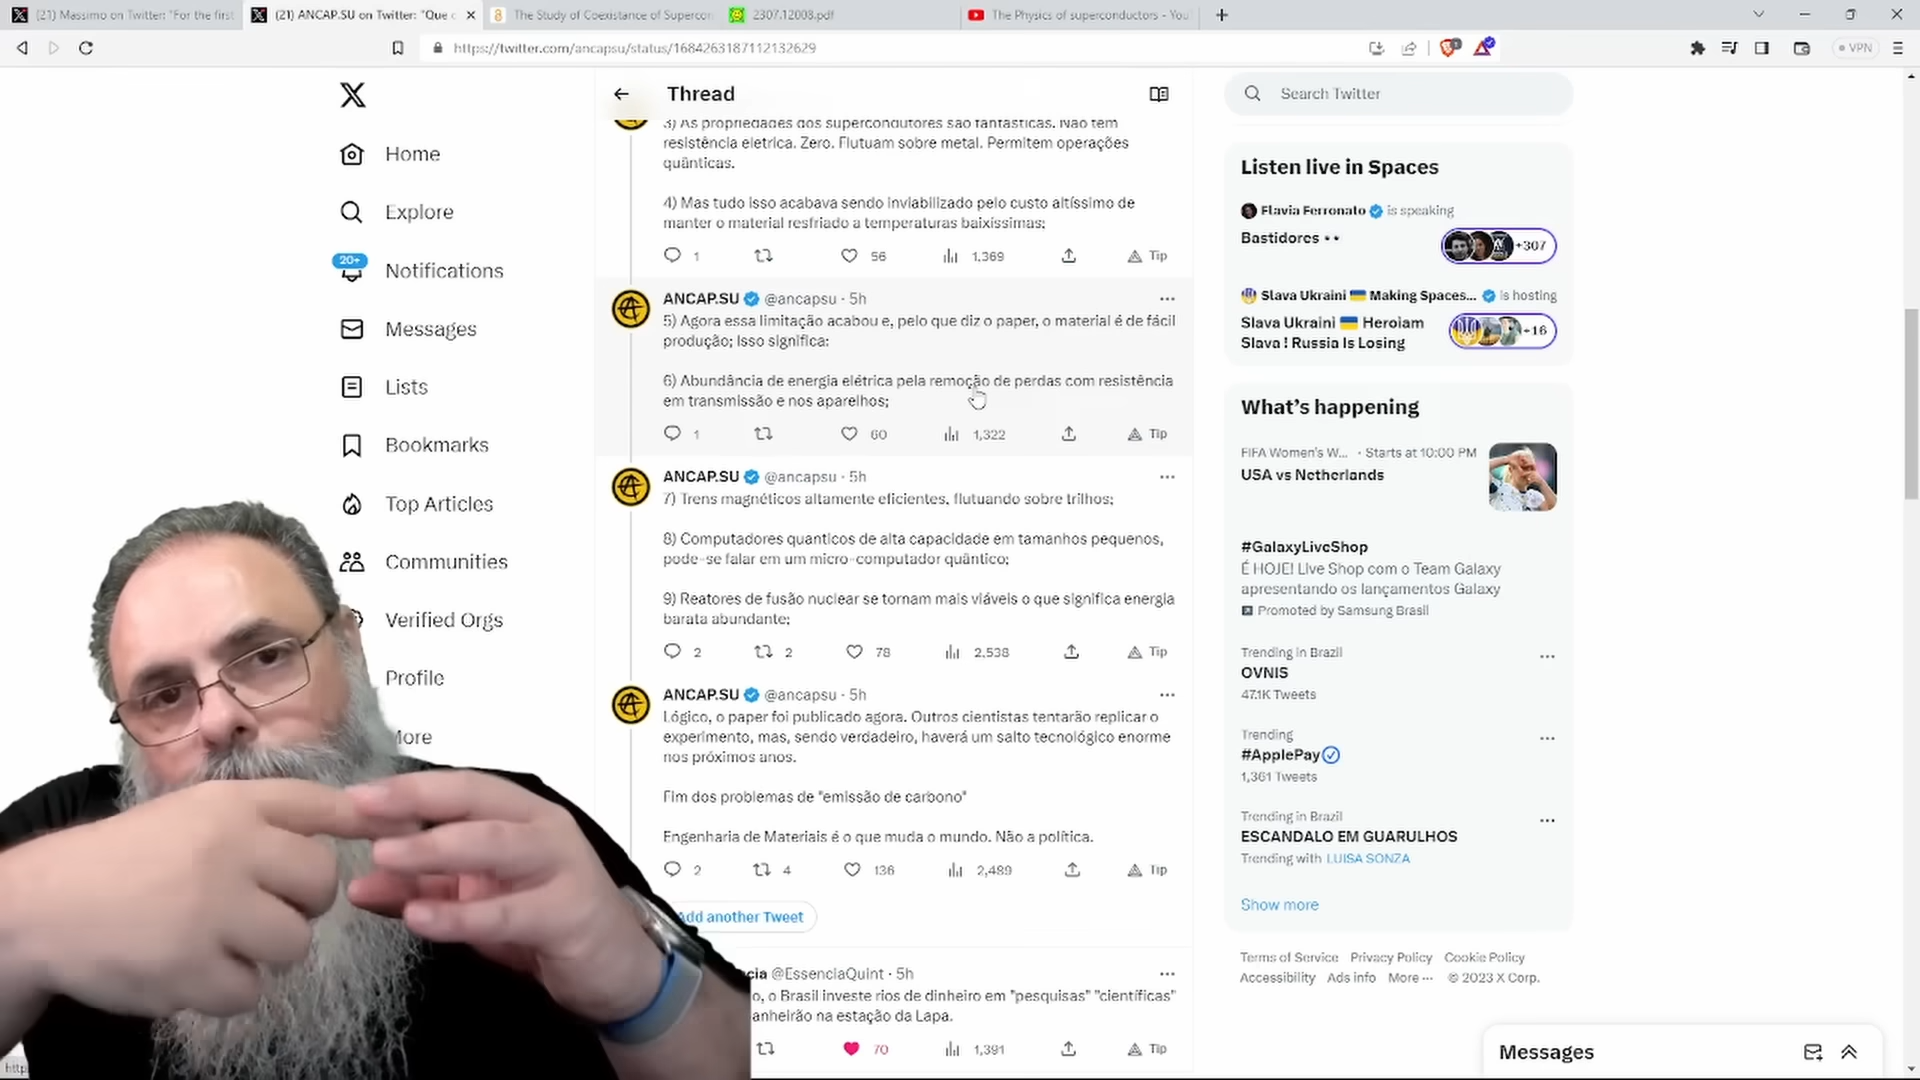 (21) Massimo on Twitter: "For the first
(21) ANCAP.SU on Twitter: "Que c
The Study of Coexistance of Supercon
2307.12008.pdf
The Physics of superconductors - You
https://twitter.com/ancapsu/status/1684263187112132629
VPN
Home
Explore
20+
Notifications
Messages
Lists
Bookmarks
Top Articles
Communities
Verified Orgs
Profile
More
Thread
3) As propriedades dos supercondutores são fantásticas. Não tem
resistência eletrica. Zero. Flutuam sobre metal. Permitem operações
quânticas.
4) Mas tudo isso acabava sendo inviabilizado pelo custo altíssimo de
manter o material resfriado a temperaturas baixíssimas;
1 56 1,369 Tip
ANCAP.SU @ancapsu · 5h
5) Agora essa limitação acabou e, pelo que diz o paper, o material é de fácil
produção; Isso significa:
6) Abundância de energia elétrica pela remoção de perdas com resistência
em transmissão e nos aparelhos;
1 60 1,322 Tip
ANCAP.SU @ancapsu · 5h
7) Trens magnéticos altamente eficientes, flutuando sobre trilhos;
8) Computadores quanticos de alta capacidade em tamanhos pequenos,
pode-se falar em um micro-computador quântico;
9) Reatores de fusão nuclear se tornam mais viáveis o que significa energia
barata abundante;
2 2 78 2,538 Tip
ANCAP.SU @ancapsu · 5h
Lógico, o paper foi publicado agora. Outros cientistas tentarão replicar o
experimento, mas, sendo verdadeiro, haverá um salto tecnológico enorme
nos próximos anos.
Fim dos problemas de "emissão de carbono"
Engenharia de Materiais é o que muda o mundo. Não a política.
2 4 136 2,489 Tip
Add another Tweet
cia @EssenciaQuint · 5h
o, o Brasil investe rios de dinheiro em "pesquisas" "científicas"
anheirão na estação da Lapa.
70 1,391 Tip
Search Twitter
Listen live in Spaces
Flavia Ferronato is speaking
Bastidores
+307
Slava Ukraini Making Spaces... is hosting
Slava Ukraini Heroiam
Slava ! Russia Is Losing
+16
What's happening
FIFA Women's W... · Starts at 10:00 PM
USA vs Netherlands
#GalaxyLiveShop
É HOJE! Live Shop com o Team Galaxy
apresentando os lançamentos Galaxy
Promoted by Samsung Brasil
Trending in Brazil
OVNIS
47.1K Tweets
Trending
#ApplePay
1,361 Tweets
Trending in Brazil
ESCANDALO EM GUARULHOS
Trending with LUISA SONZA
Show more
Terms of Service Privacy Policy Cookie Policy
Accessibility Ads info More ··· © 2023 X Corp.
Messages